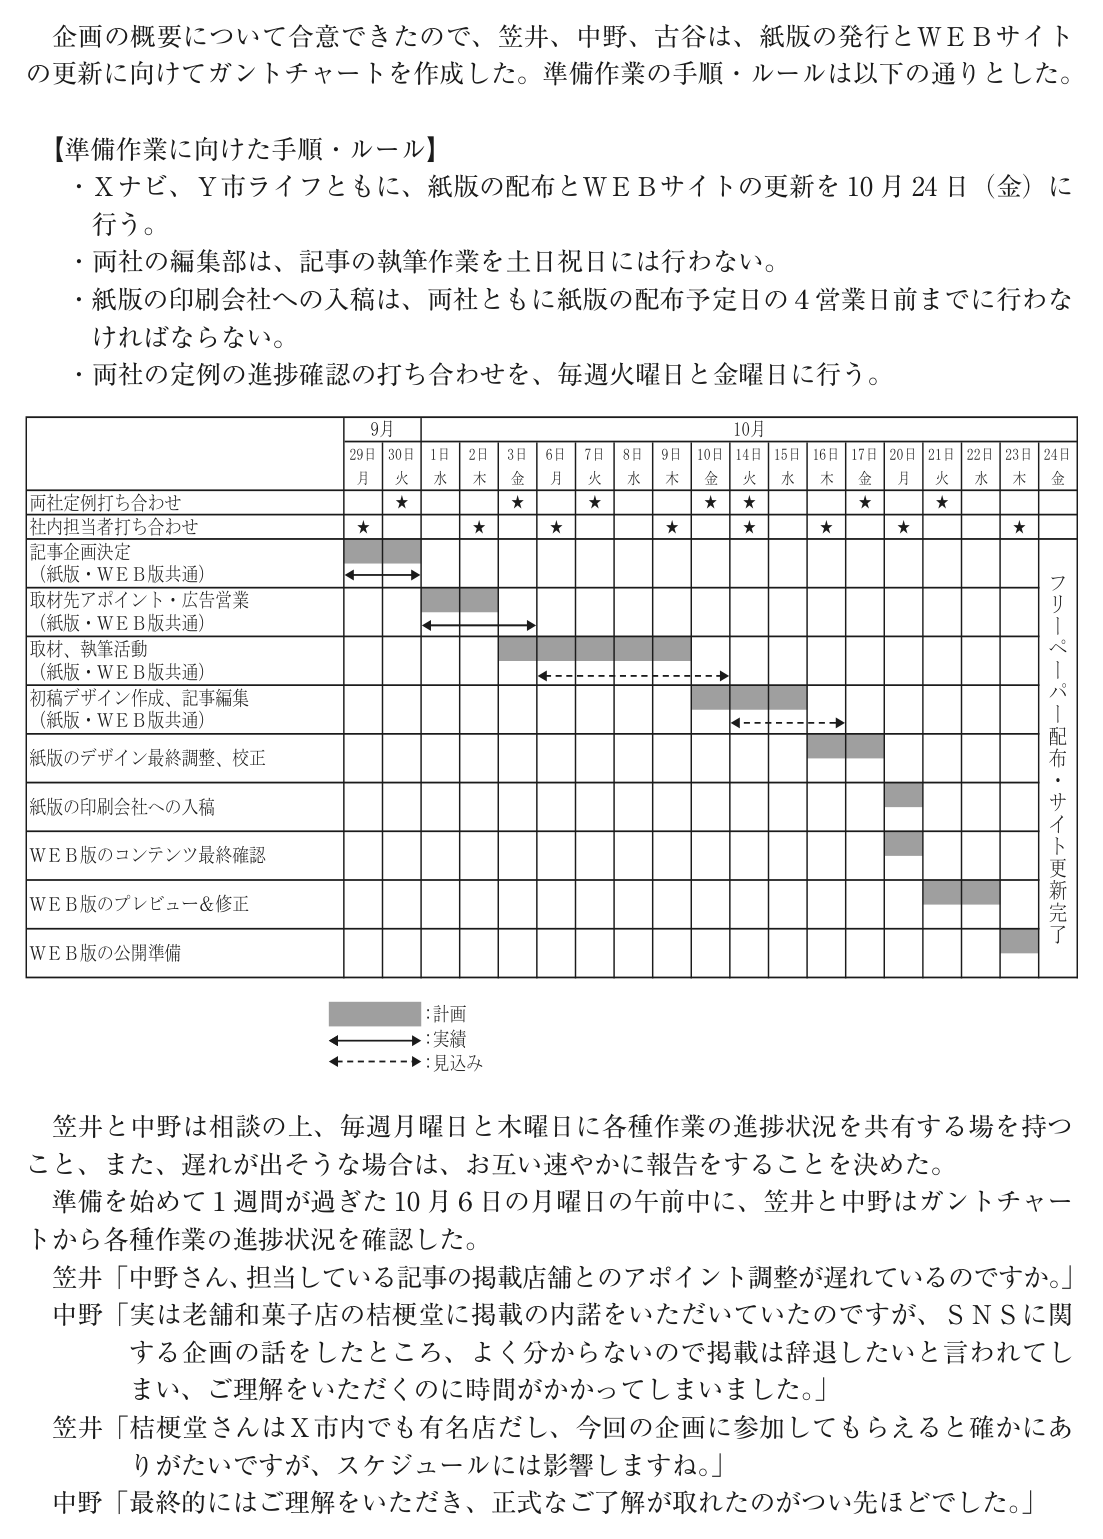 企画の概要について合意できたので、笠井、中野、古谷は、紙版の発行とＷＥＢサイト
の更新に向けてガントチャートを作成した。準備作業の手順・ルールは以下の通りとした。
【準備作業に向けた手順・ルール】
・Ｘナビ、Ｙ市ライフともに、紙版の配布とＷＥＢサイトの更新を 10 月 24 日（金）に
行う。
・両社の編集部は、記事の執筆作業を土日祝日には行わない。
・紙版の印刷会社への入稿は、両社ともに紙版の配布予定日の４営業日前までに行わな
ければならない。
・両社の定例の進捗確認の打ち合わせを、毎週火曜日と金曜日に行う。
9月 10月
29日 30日 1日 2日 3日 6日 7日 8日 9日 10日 14日 15日 16日 17日 20日 21日 22日 23日 24日
月 火 水 木 金 月 火 水 木 金 火 水 木 金 月 火 水 木 金
両社定例打ち合わせ ★ ★ ★ ★ ★ ★ ★
社内担当者打ち合わせ ★ ★ ★ ★ ★ ★ ★ ★
記事企画決定
（紙版・ＷＥＢ版共通）
取材先アポイント・広告営業
（紙版・ＷＥＢ版共通）
取材、執筆活動
（紙版・ＷＥＢ版共通）
初稿デザイン作成、記事編集
（紙版・ＷＥＢ版共通）
紙版のデザイン最終調整、校正
紙版の印刷会社への入稿
ＷＥＢ版のコンテンツ最終確認
ＷＥＢ版のプレビュー&修正
ＷＥＢ版の公開準備
フリーペーパー配布・サイト更新完了
：計画
：実績
：見込み
笠井と中野は相談の上、毎週月曜日と木曜日に各種作業の進捗状況を共有する場を持つ
こと、また、遅れが出そうな場合は、お互い速やかに報告をすることを決めた。
準備を始めて１週間が過ぎた 10 月６日の月曜日の午前中に、笠井と中野はガントチャー
トから各種作業の進捗状況を確認した。
笠井「中野さん、担当している記事の掲載店舗とのアポイント調整が遅れているのですか。」
中野「実は老舗和菓子店の桔梗堂に掲載の内諾をいただいていたのですが、ＳＮＳに関
する企画の話をしたところ、よく分からないので掲載は辞退したいと言われてし
まい、ご理解をいただくのに時間がかかってしまいました。」
笠井「桔梗堂さんはＸ市内でも有名店だし、今回の企画に参加してもらえると確かにあ
りがたいですが、スケジュールには影響しますね。」
中野「最終的にはご理解をいただき、正式なご了解が取れたのがつい先ほどでした。」